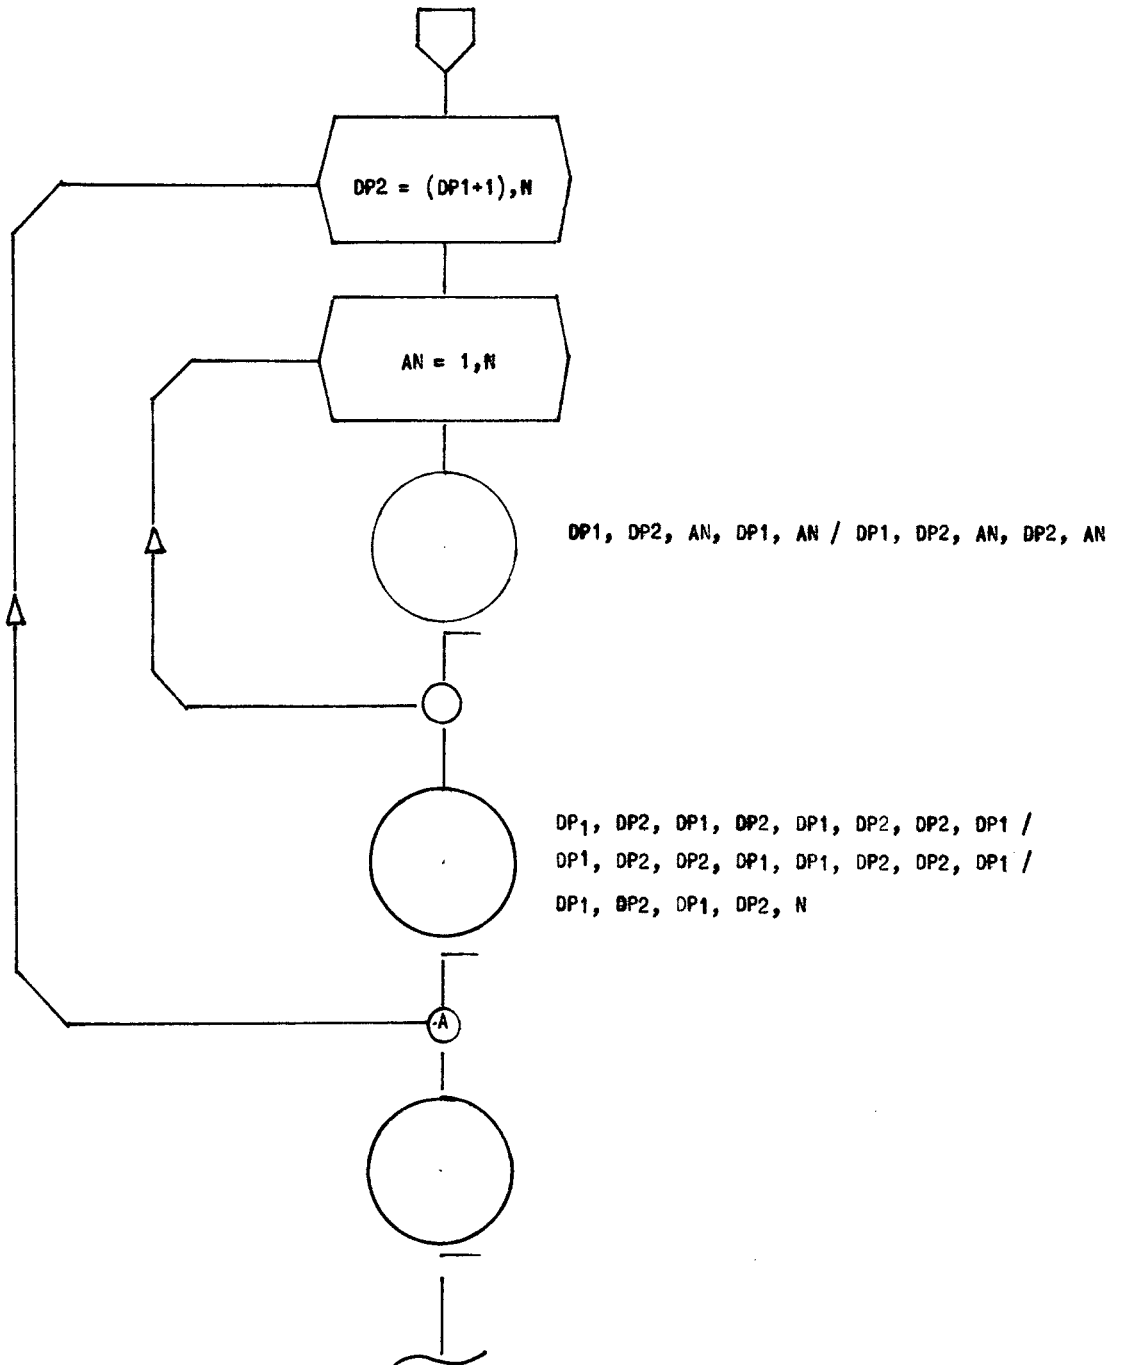 DP2 = (DP1+1),N
AN = 1,N
DP1, DP2, AN, DP1, AN / DP1, DP2, AN, DP2, AN
DP1, DP2, DP1, DP2, DP1, DP2, DP2, DP1 /
DP1, DP2, DP2, DP1, DP1, DP2, DP2, DP1 /
DP1, DP2, DP1, DP2, N
-A